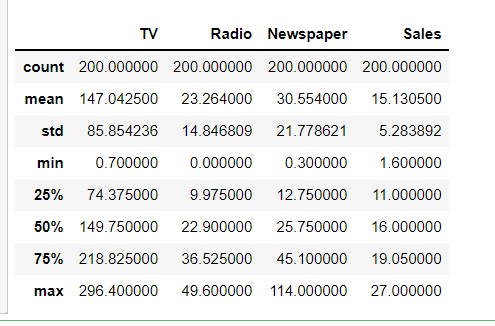 TV Radio Newspaper Sales
count 200.000000 200.000000 200.000000 200.000000
mean 147.042500 23.264000 30.554000 15.130500
std 85.854236 14.846809 21.778621 5.283892
min 0.700000 0.000000 0.300000 1.600000
25% 74.375000 9.975000 12.750000 11.000000
50% 149.750000 22.900000 25.750000 16.000000
75% 218.825000 36.525000 45.100000 19.050000
max 296.400000 49.600000 114.000000 27.000000